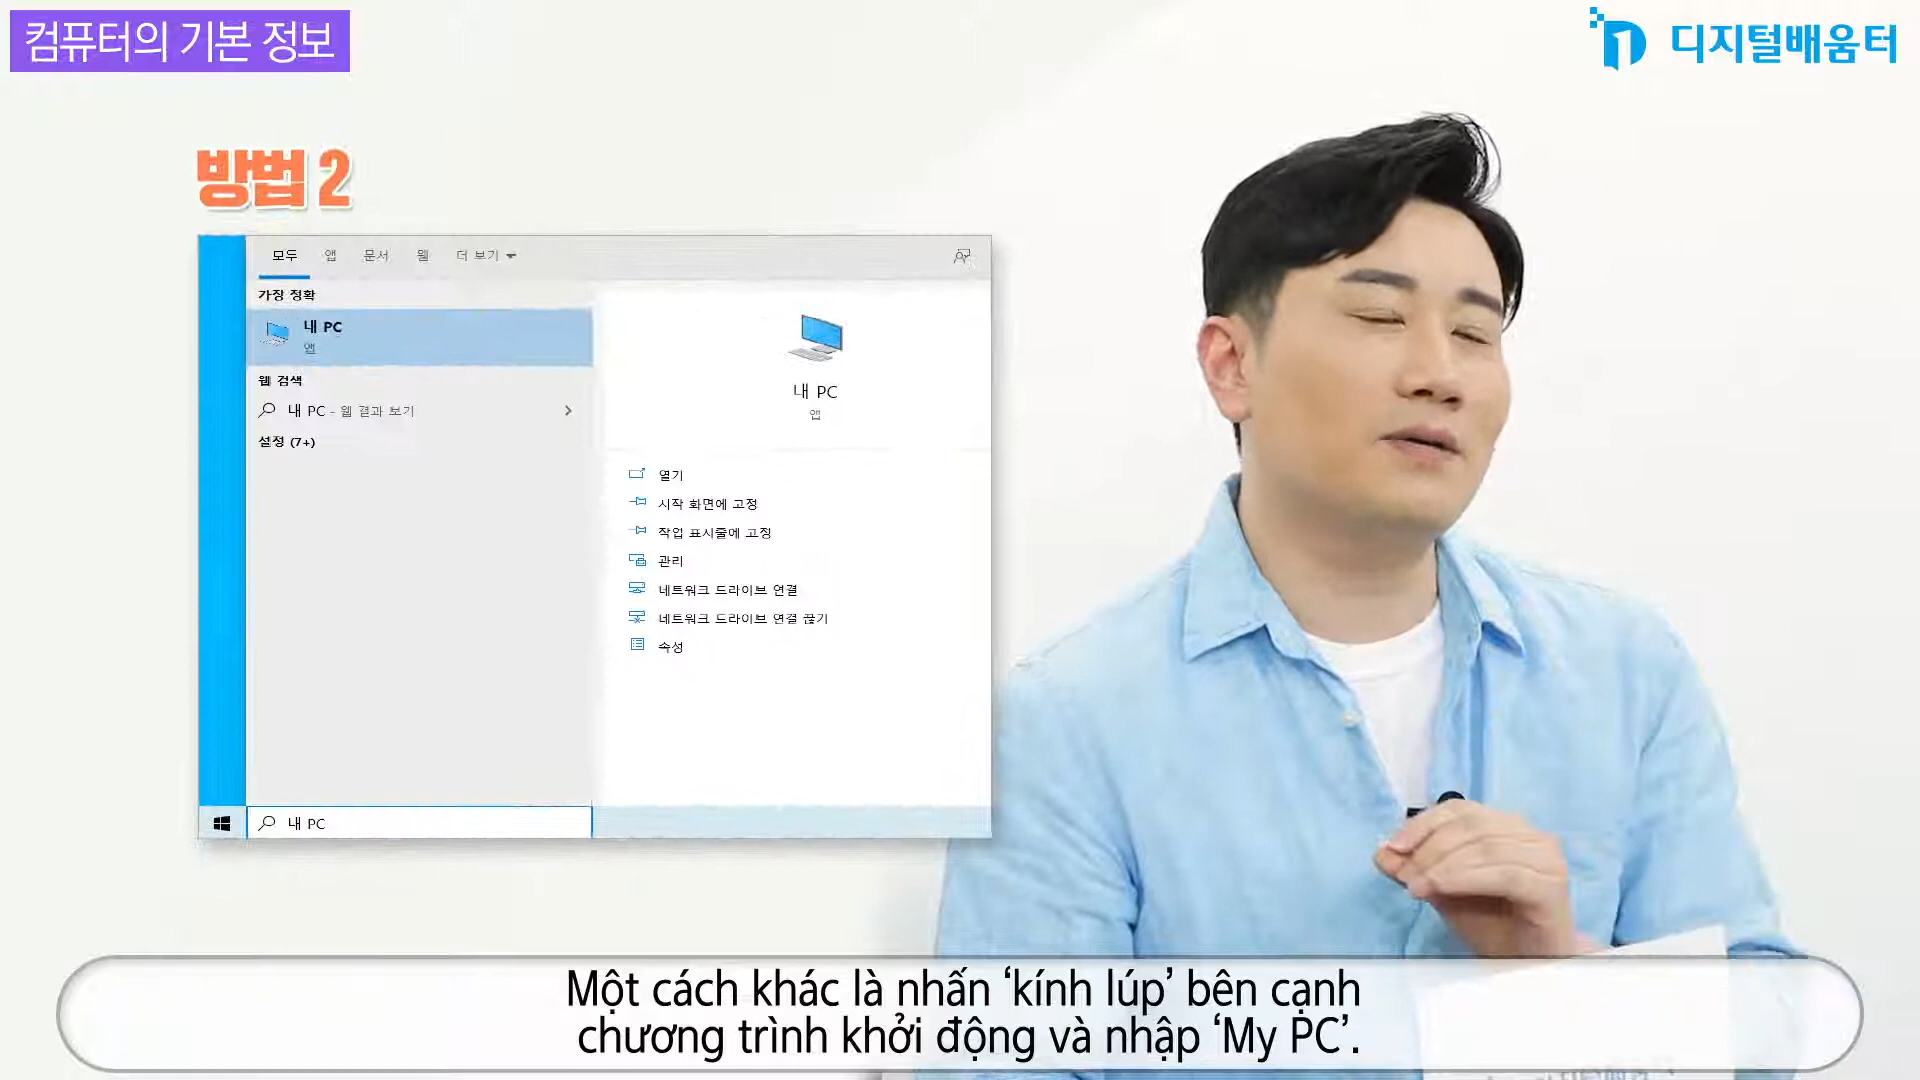 컴퓨터의 기본 정보
디지털배움터
방법 2
모두 앱 문서 웹 더 보기
가장 정확
내 PC
앱
웹 검색
내 PC - 웹 결과 보기
설정 (7+)
내 PC
앱
열기
시작 화면에 고정
작업 표시줄에 고정
관리
네트워크 드라이브 연결
네트워크 드라이브 연결 끊기
속성
내 PC
Một cách khác là nhấn ‘kính lúp’ bên cạnh
chương trình khởi động và nhập ‘My PC’.